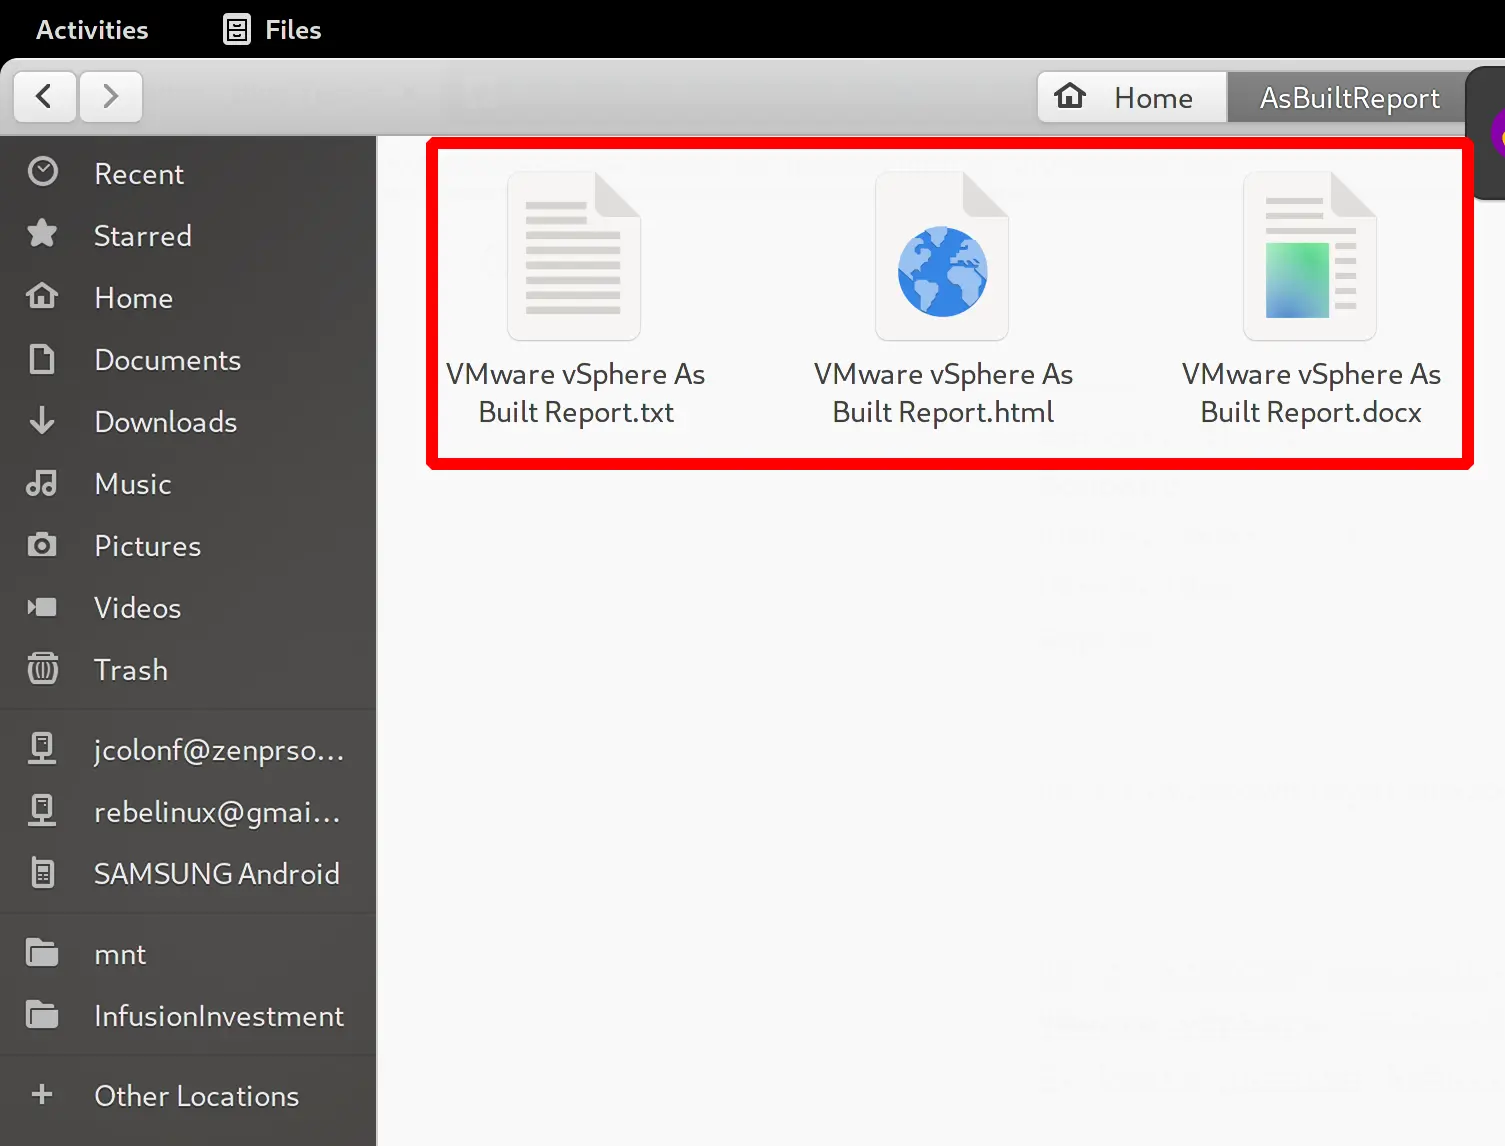 Activities
Files
Home
AsBuiltReport
Recent
Starred
Home
Documents
Downloads
Music
Pictures
Videos
Trash
jcolonf@zenprso...
rebelinux@gmai...
SAMSUNG Android
mnt
InfusionInvestment
Other Locations
VMware vSphere As
Built Report.txt
VMware vSphere As
Built Report.html
VMware vSphere As
Built Report.docx